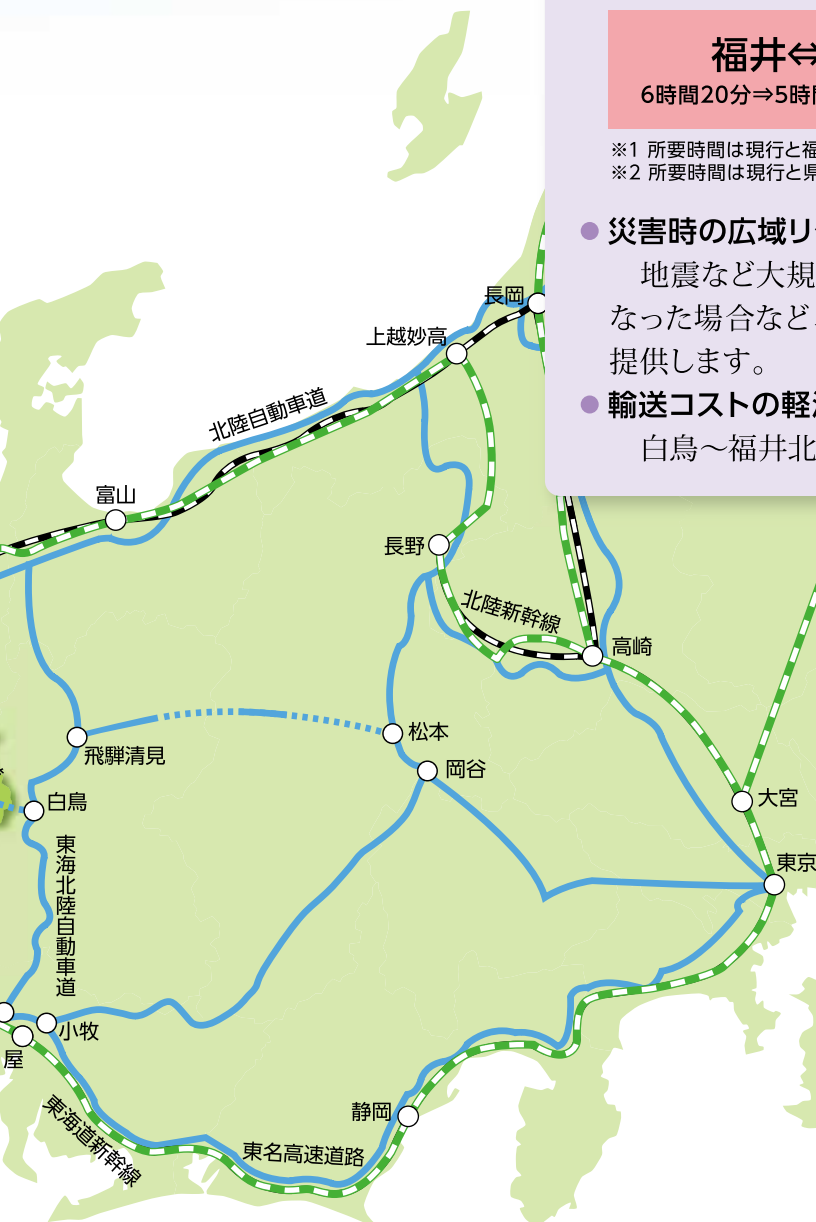 福井⇔
6時間20分⇒5時間
※1 所要時間は現行と福
※2 所要時間は現行と県
災害時の広域リ
地震など大規
なった場合など
提供します。
輸送コストの軽
白鳥～福井北
長岡
上越妙高
北陸自動車道
富山
長野
北陸新幹線
高崎
松本
飛騨清見
岡谷
大宮
白鳥
東海北陸自動車道
東京
小牧
屋
静岡
東海道新幹線
東名高速道路